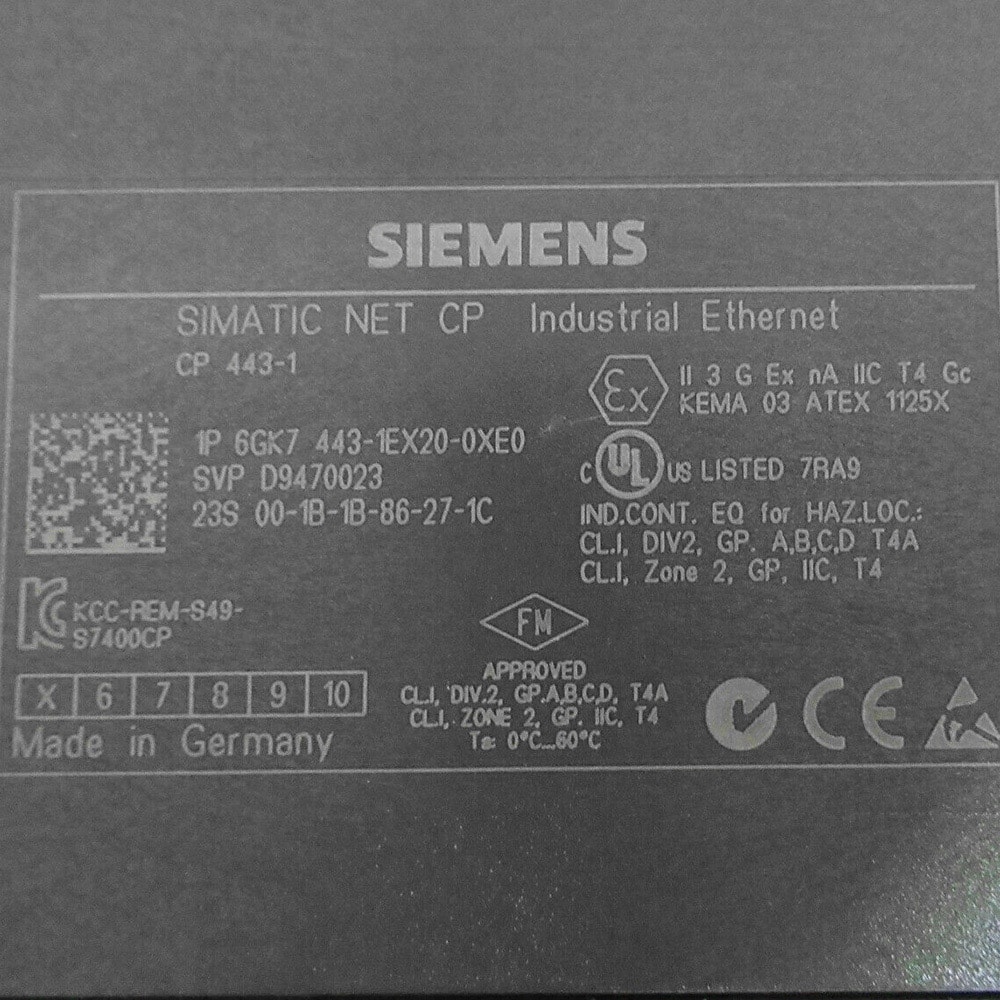 SIEMENS
SIMATIC NET CP Industrial Ethernet
CP 443-1
II 3 G Ex nA IIC T4 Gc
KEMA 03 ATEX 1125X
Ex
1P 6GK7 443-1EX20-0XE0
SVP D9470023
23S 00-1B-1B-86-27-1C
C UL US LISTED 7RA9
IND.CONT. EQ for HAZ.LOC.:
CL.I, DIV2, GP. A,B,C,D T4A
CL.I, Zone 2, GP, IIC, T4
KC KCC-REM-S49-
S7400CP
FM
APPROVED
CL.I, DIV.2, GP.A,B,C,D, T4A
CL.I, ZONE 2, GP. IIC, T4
Ta: 0°C...60°C
X 6 7 8 9 10
Made in Germany
CE